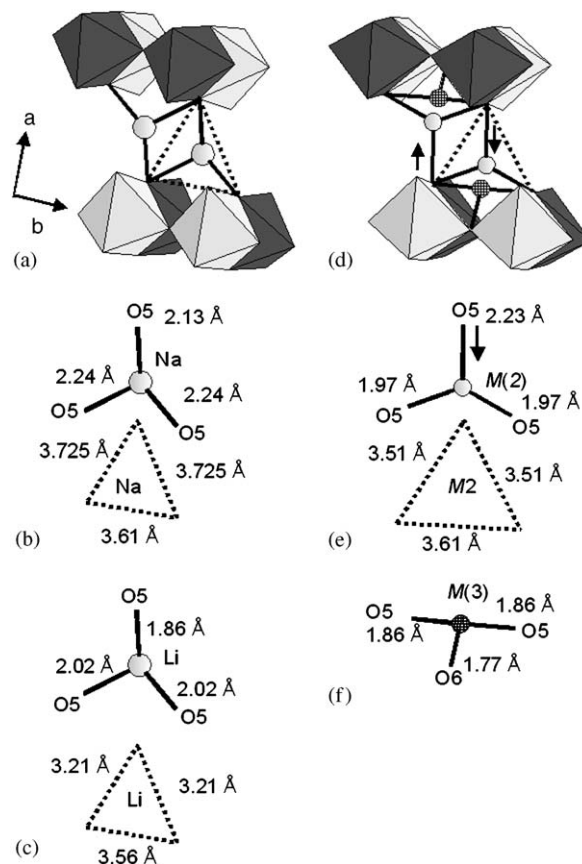 (a)
a
b
(d)
(b)
O5
2.13 Å
Na
2.24 Å
2.24 Å
O5
O5
3.725 Å
3.725 Å
Na
3.61 Å
(e)
O5
2.23 Å
1.97 Å
M(2)
1.97 Å
O5
O5
3.51 Å
3.51 Å
M2
3.61 Å
(c)
O5
1.86 Å
Li
2.02 Å
2.02 Å
O5
O5
3.21 Å
3.21 Å
Li
3.56 Å
(f)
M(3)
O5
1.86 Å
1.86 Å
O5
1.77 Å
O6